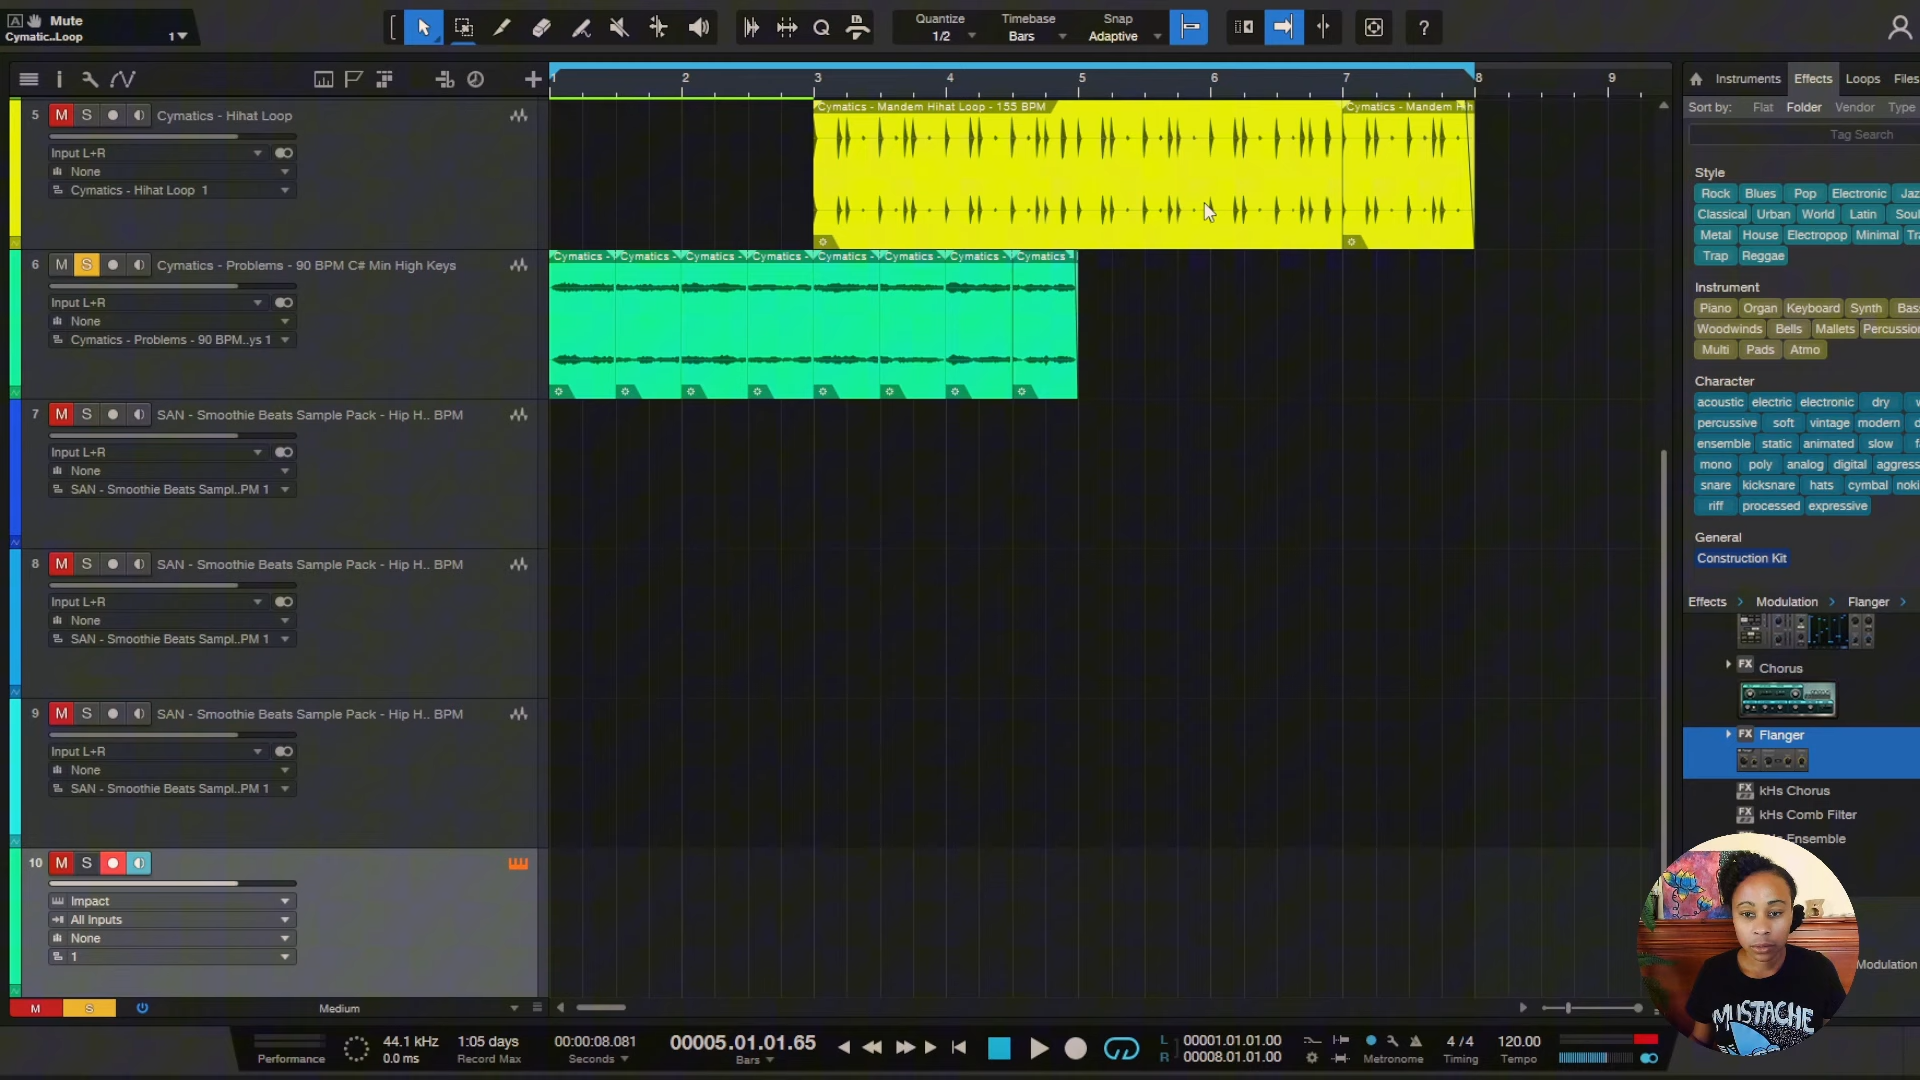 Mute
Cymatic..Loop
1
Quantize
1/2
Timebase
Bars
Snap
Adaptive
Q
?
1 2 3 4 5 6 7 8 9
Instruments Effects Loops Files
Sort by: Flat Folder Vendor Type
Tag Search
Style
Rock Blues Pop Electronic Jaz
Classical Urban World Latin Soul
Metal House Electropop Minimal Tra
Trap Reggae
Instrument
Piano Organ Keyboard Synth Bas
Woodwinds Bells Mallets Percussion
Multi Pads Atmo
Character
acoustic electric electronic dry w
percussive soft vintage modern
ensemble static animated slow
mono poly analog digital aggress
snare kicksnare hats cymbal
riff processed expressive
General
Construction Kit
Effects Modulation Flanger
FX Chorus
FX Flanger
FX kHs Chorus
FX kHs Comb Filter
Ensemble
Modulation
5 M S Cymatics - Hihat Loop
Input L+R
None
Cymatics - Hihat Loop 1
Cymatics - Mandem Hihat Loop - 155 BPM
Cymatics - Mandem
6 M S Cymatics - Problems - 90 BPM C# Min High Keys
Input L+R
None
Cymatics - Problems - 90 BPM..ys 1
Cymatics - Cymatics - Cymatics - Cymatics - Cymatics - Cymatics - Cymatics - Cymatics
7 M S SAN - Smoothie Beats Sample Pack - Hip H.. BPM
Input L+R
None
SAN - Smoothie Beats Sampl..PM 1
8 M S SAN - Smoothie Beats Sample Pack - Hip H.. BPM
Input L+R
None
SAN - Smoothie Beats Sampl..PM 1
9 M S SAN - Smoothie Beats Sample Pack - Hip H.. BPM
Input L+R
None
SAN - Smoothie Beats Sampl..PM 1
10 M S
Impact
All Inputs
None
1
M S Medium
MUSTACHE
Performance
44.1 kHz
0.0 ms
1:05 days
Record Max
00:00:08.081
Seconds
00005.01.01.65
Bars
L 00001.01.01.00
R 00008.01.01.00
Metronome
4 / 4
Timing
120.00
Tempo